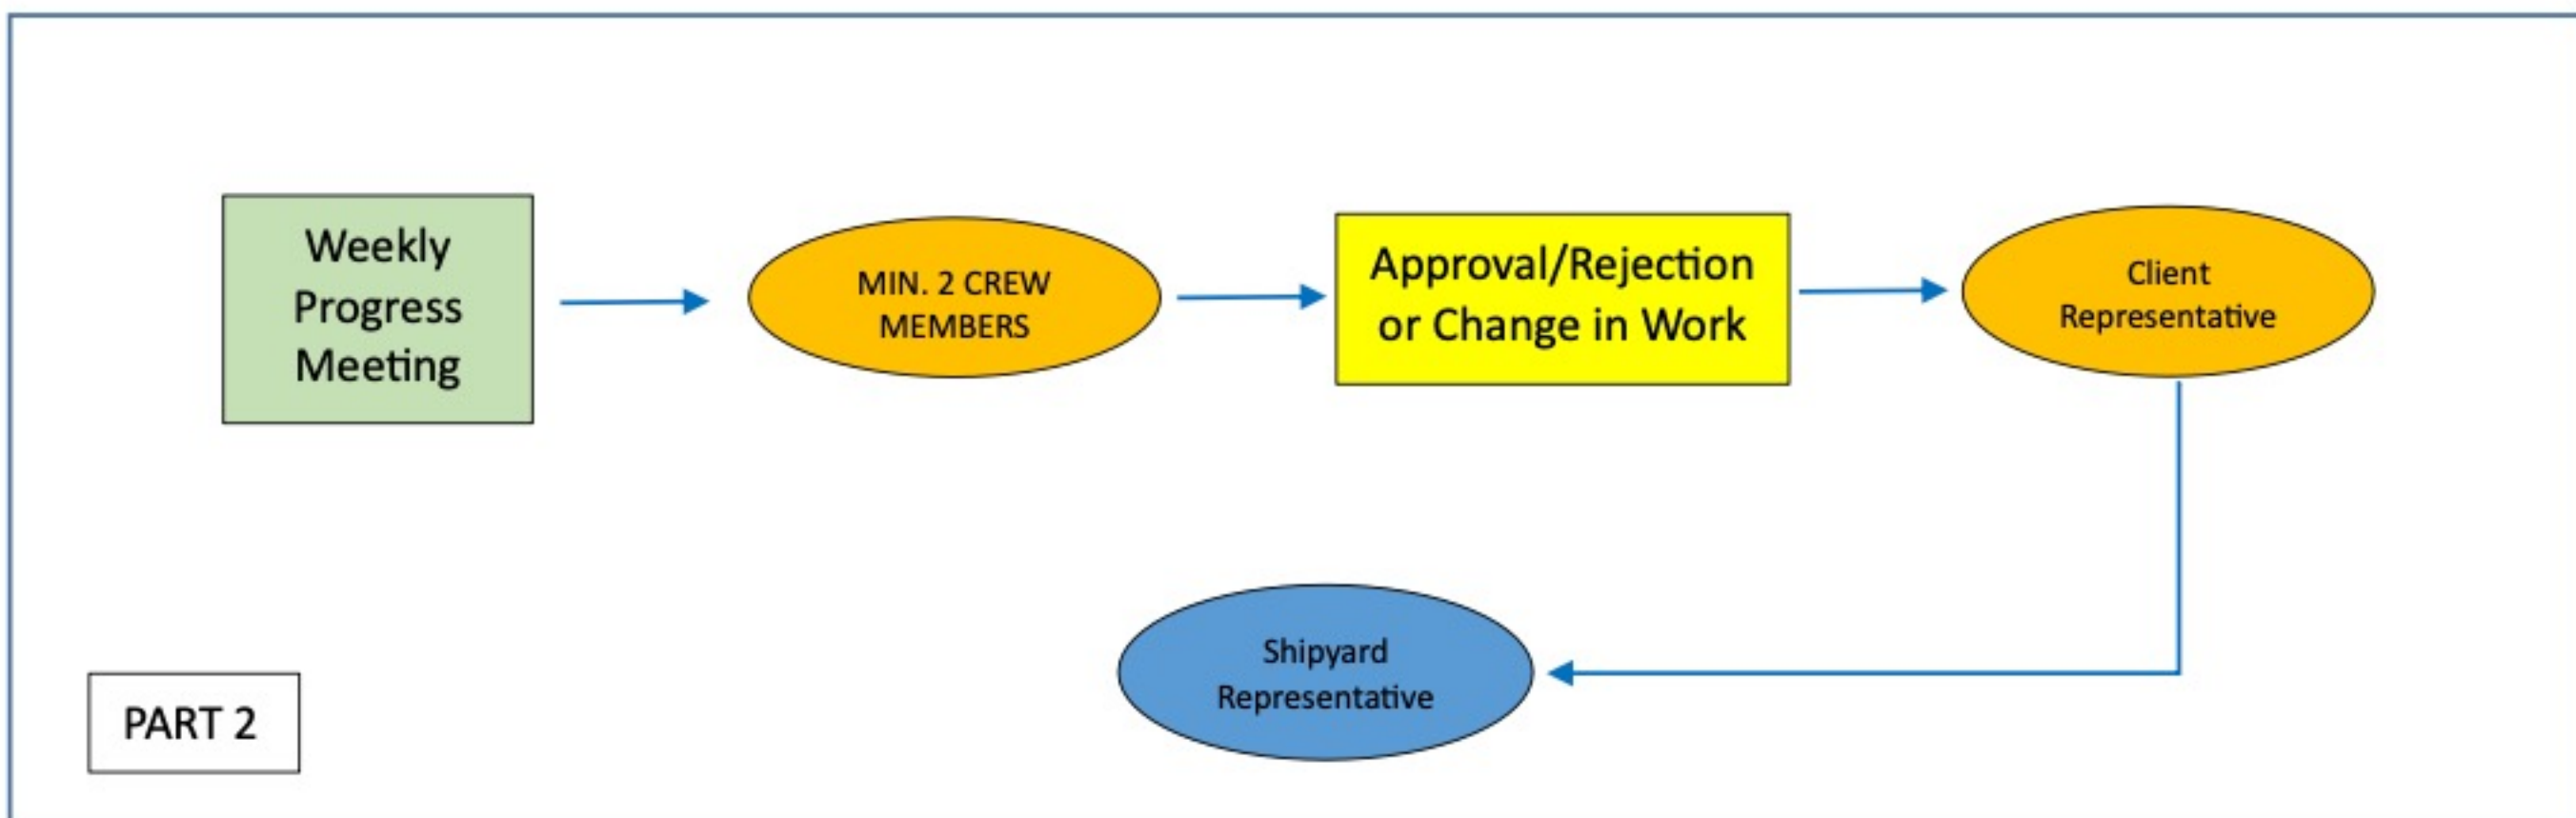 Weekly
Progress
Meeting
MIN. 2 CREW
MEMBERS
Approval/Rejection
or Change in Work
Client
Representative
Shipyard
Representative
PART 2